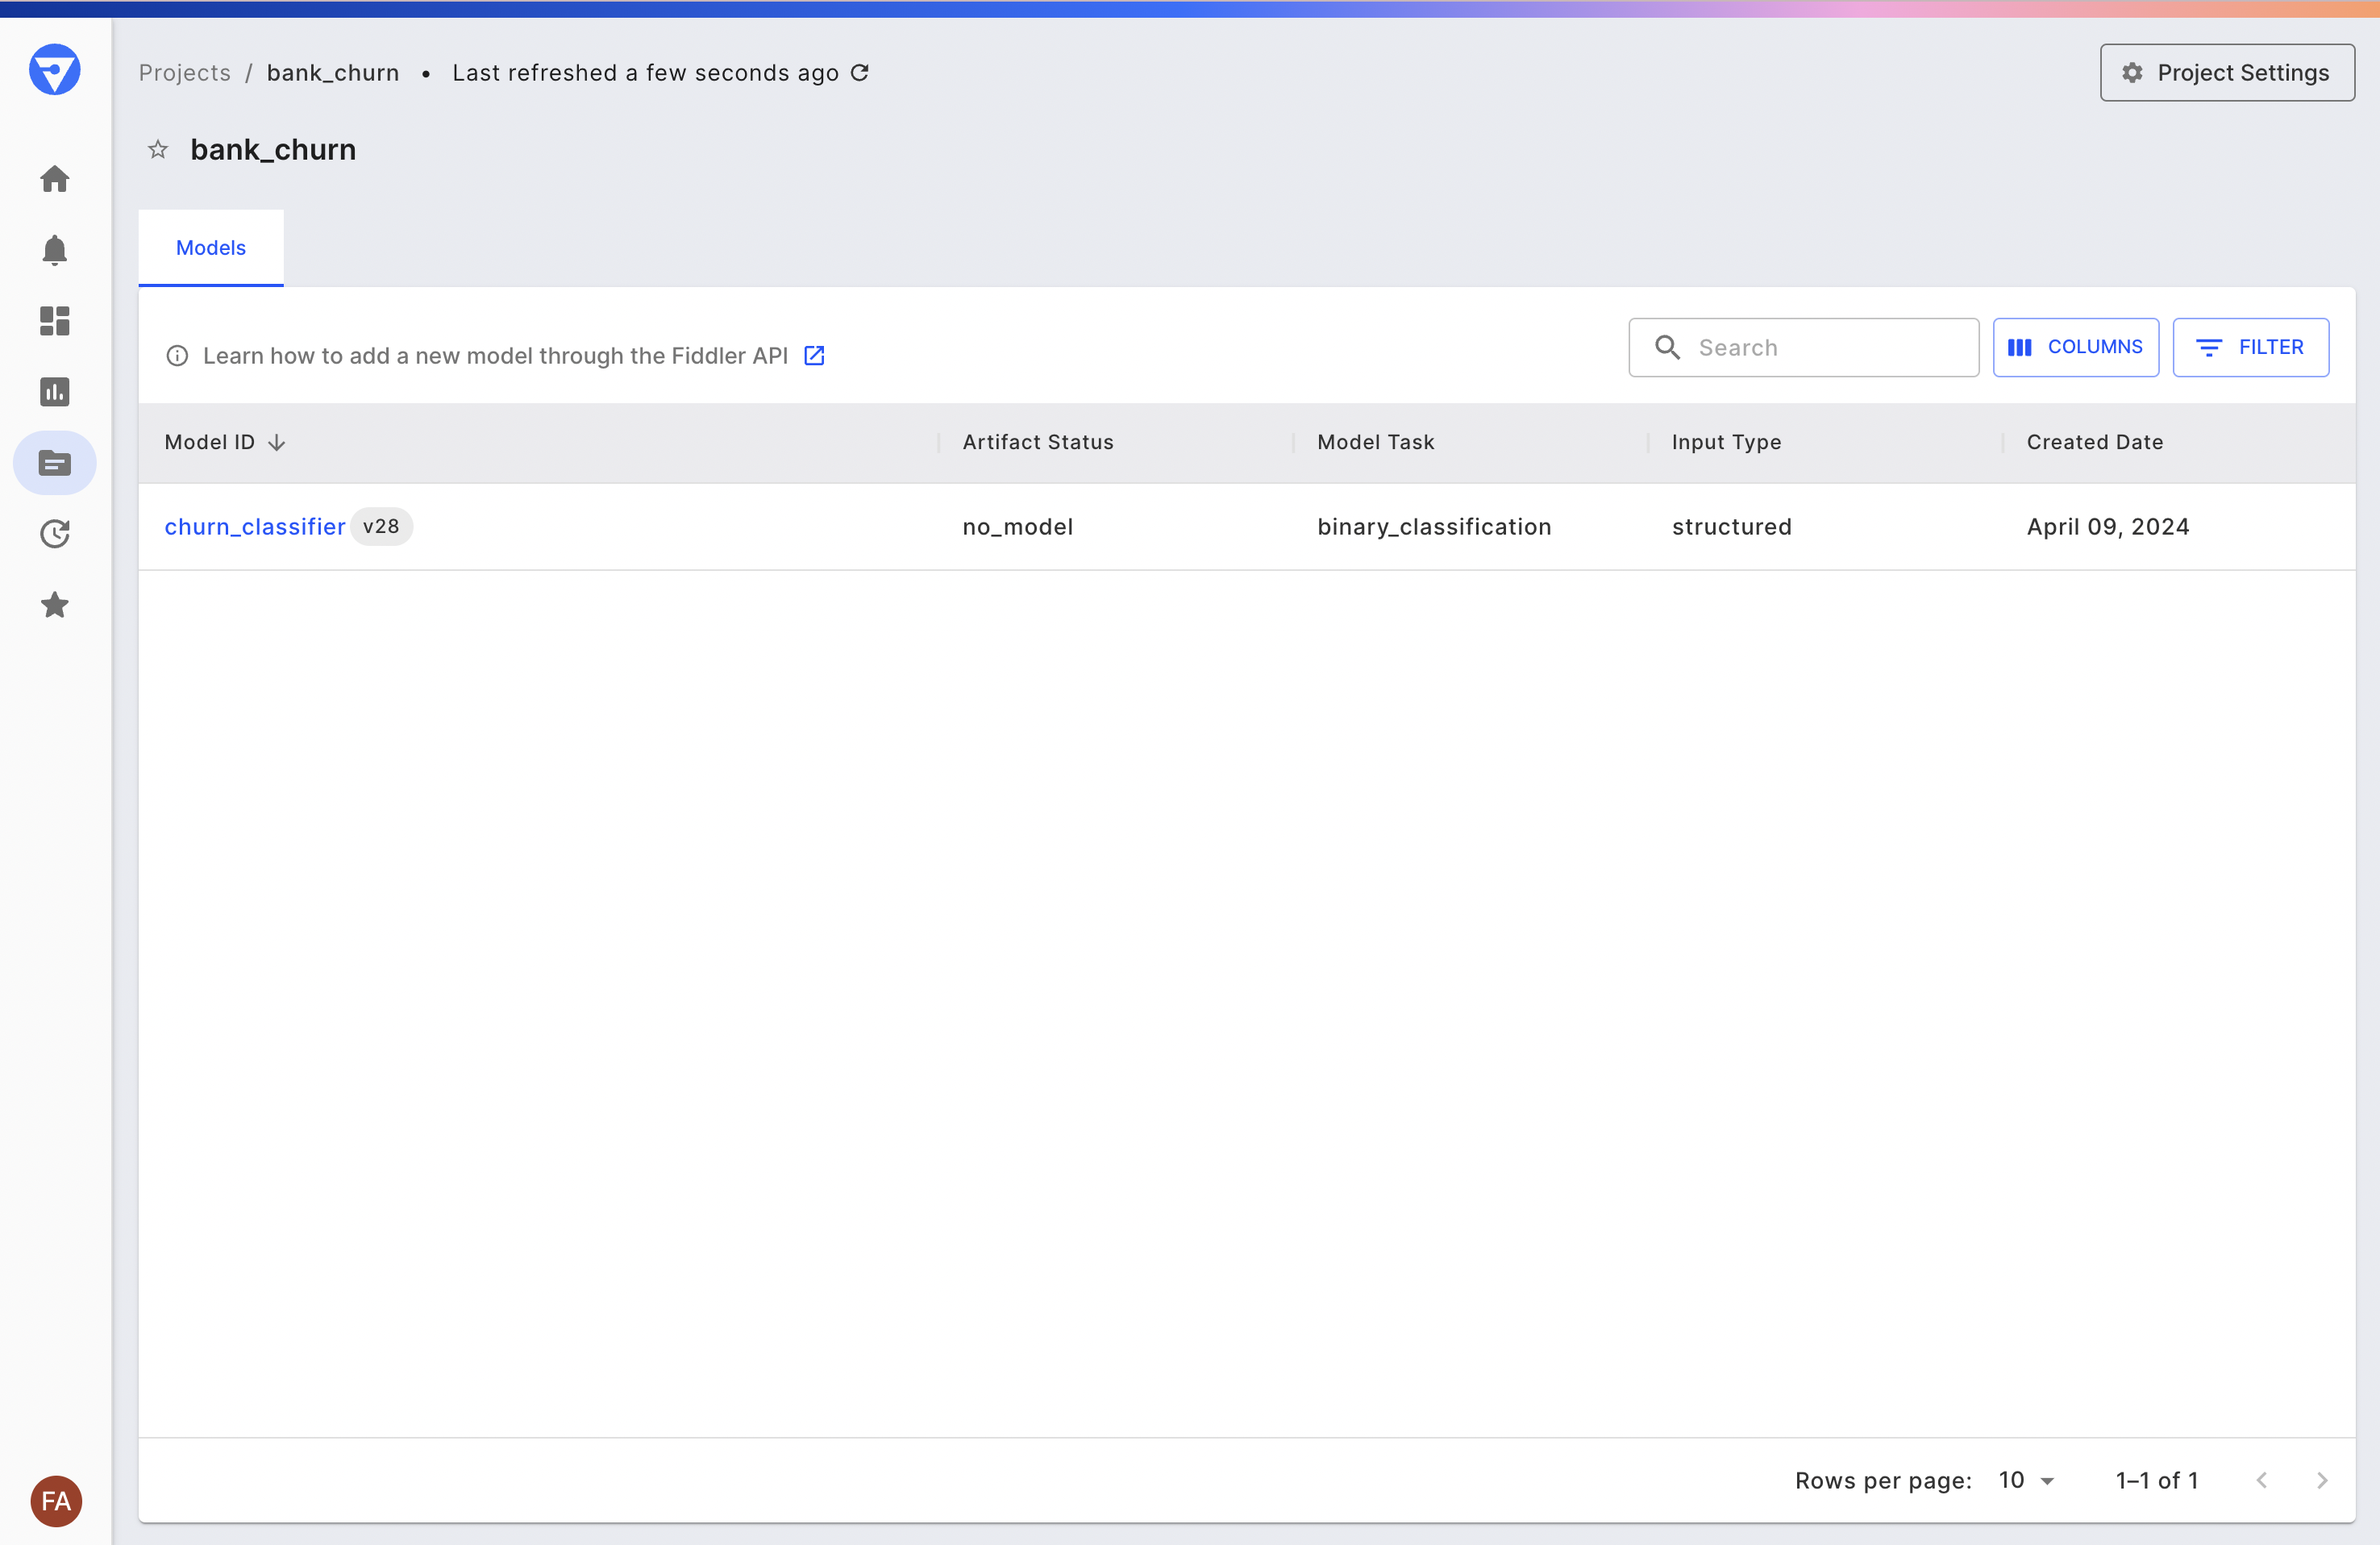 Projects / bank_churn • Last refreshed a few seconds ago
Project Settings
bank_churn
Models
Learn how to add a new model through the Fiddler API
Search
COLUMNS
FILTER
Model ID Artifact Status Model Task Input Type Created Date
churn_classifier v28 no_model binary_classification structured April 09, 2024
Rows per page: 10 1–1 of 1
FA